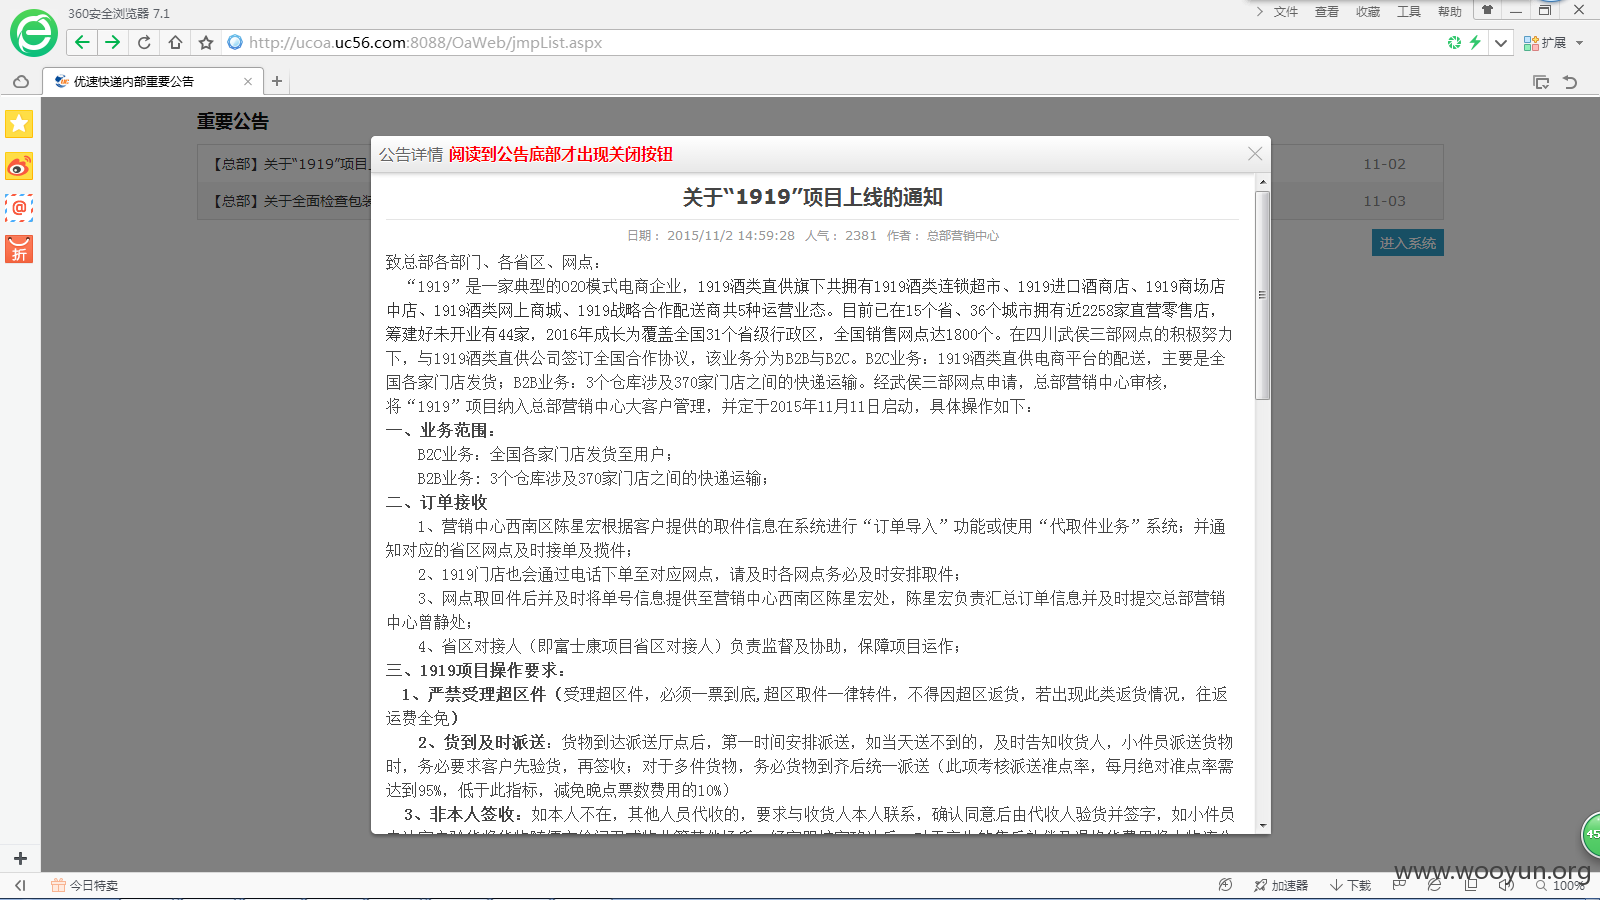 360安全浏览器 7.1
文件 查看 收藏 工具 帮助
http://ucoa.uc56.com:8088/OaWeb/jmpList.aspx
扩展
优速快递内部重要公告
重要公告
【总部】关于“1919”项目
11-02
【总部】关于全面检查包装
11-03
进入系统
公告详情 阅读到公告底部才出现关闭按钮
关于“1919”项目上线的通知
日期： 2015/11/2 14:59:28 人气： 2381 作者： 总部营销中心
致总部各部门、各省区、网点：
“1919”是一家典型的O2O模式电商企业，1919酒类直供旗下共拥有1919酒类连锁超市、1919进口酒商店、1919商场店
中店、1919酒类网上商城、1919战略合作配送商共5种运营业态。目前已在15个省、36个城市拥有近2258家直营零售店，
筹建好未开业有44家，2016年成长为覆盖全国31个省级行政区，全国销售网点达1800个。在四川武侯三部网点的积极努力
下，与1919酒类直供公司签订全国合作协议，该业务分为B2B与B2C。B2C业务：1919酒类直供电商平台的配送，主要是全
国各家门店发货；B2B业务：3个仓库涉及370家门店之间的快递运输。经武侯三部网点申请，总部营销中心审核，
将“1919”项目纳入总部营销中心大客户管理，并定于2015年11月11日启动，具体操作如下：
一、业务范围：
B2C业务：全国各家门店发货至用户；
B2B业务：3个仓库涉及370家门店之间的快递运输；
二、订单接收
1、营销中心西南区陈星宏根据客户提供的取件信息在系统进行“订单导入”功能或使用“代取件业务”系统；并通
知对应的省区网点及时接单及揽件；
2、1919门店也会通过电话下单至对应网点，请及时各网点务必及时安排取件；
3、网点取回件后并及时将单号信息提供至营销中心西南区陈星宏处，陈星宏负责汇总订单信息并及时提交总部营销
中心曾静处；
4、省区对接人（即富士康项目省区对接人）负责监督及协助，保障项目运作；
三、1919项目操作要求：
1、严禁受理超区件（受理超区件，必须一票到底,超区取件一律转件，不得因超区返货，若出现此类返货情况，往返
运费全免）
2、货到及时派送：货物到达派送厅点后，第一时间安排派送，如当天送不到的，及时告知收货人，小件员派送货物
时，务必要求客户先验货，再签收；对于多件货物，务必货物到齐后统一派送（此项考核派送准点率，每月绝对准点率需
达到95%，低于此指标，减免晚点票数费用的10%）
3、非本人签收：如本人不在，其他人员代收的，要求与收货人本人联系，确认同意后由代收人验货并签字，如小件员
今日特卖
加速器 下载 100%
45
www.wooyun.org